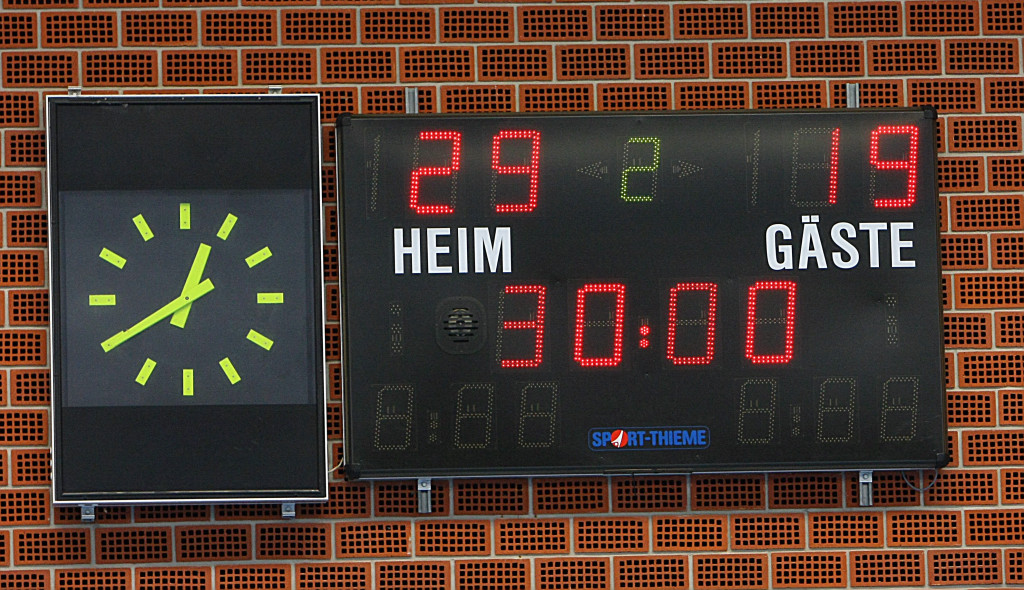 29 2 19
HEIM GÄSTE
30:00
SPORT-THIEME